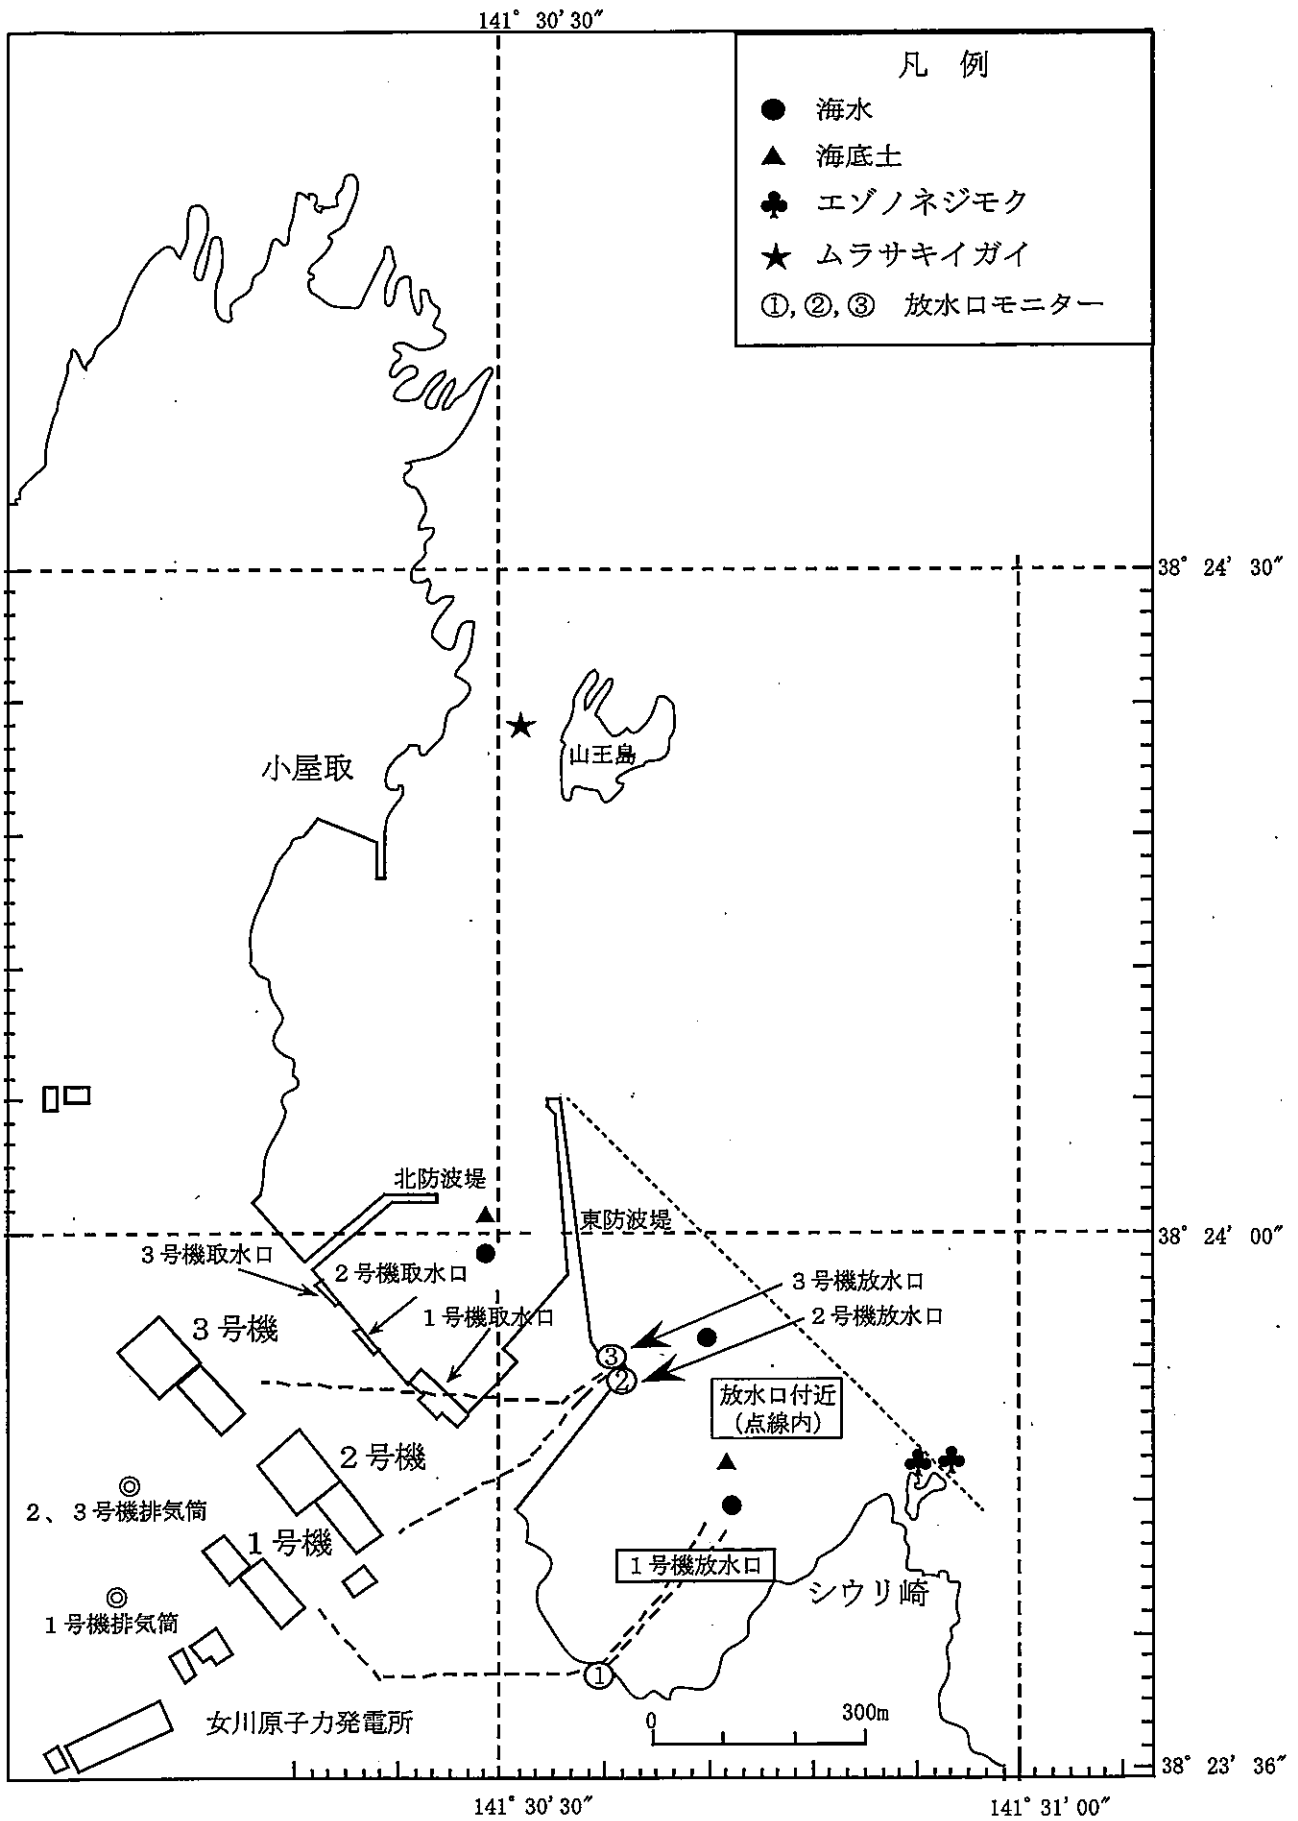 141° 30′ 30″
凡 例
海水
海底土
エゾノネジモク
ムラサキイガイ
①, ②, ③ 放水口モニター
38° 24′ 30″
山王島
小屋取
北防波堤
東防波堤
38° 24′ 00″
3号機取水口
2号機取水口
1号機取水口
3号機放水口
2号機放水口
3号機
③
②
放水口付近
(点線内)
2号機
2、3号機排気筒
1号機
1号機放水口
シウリ崎
1号機排気筒
①
女川原子力発電所
0 300m
38° 23′ 36″
141° 30′ 30″
141° 31′ 00″